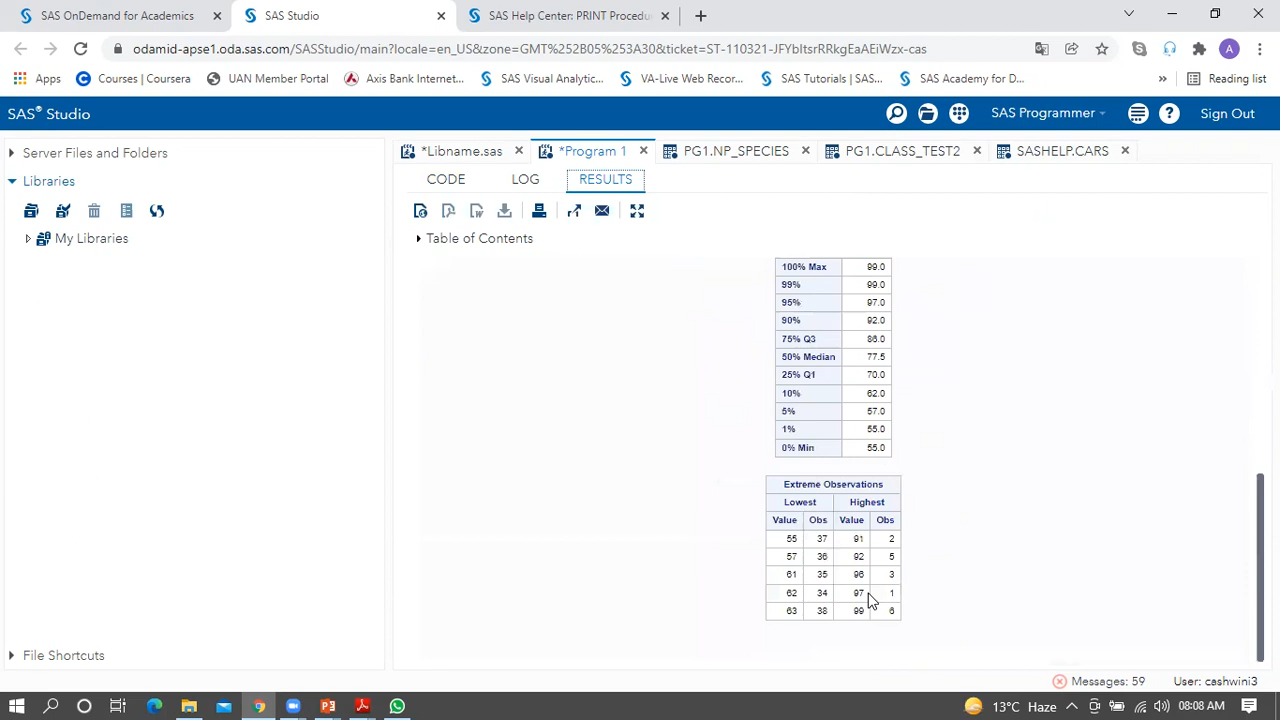 SAS OnDemand for Academics
SAS Studio
SAS Help Center: PRINT Procedu
odamid-apse1.oda.sas.com/SASStudio/main?locale=en_US&zone=GMT%252B05%253A30&ticket=ST-110321-JFYbItsrRRkgEaAEiWzx-cas
A
Apps
Courses | Coursera
UAN Member Portal
Axis Bank Internet...
SAS Visual Analytic...
VA-Live Web Recor...
SAS Tutorials | SAS...
SAS Academy for D...
»
Reading list
SAS® Studio
SAS Programmer
Sign Out
Server Files and Folders
Libraries
My Libraries
File Shortcuts
*Libname.sas
*Program 1
PG1.NP_SPECIES
PG1.CLASS_TEST2
SASHELP.CARS
CODE
LOG
RESULTS
Table of Contents
100% Max 99.0
99% 99.0
95% 97.0
90% 92.0
75% Q3 86.0
50% Median 77.5
25% Q1 70.0
10% 62.0
5% 57.0
1% 55.0
0% Min 55.0
Extreme Observations
Lowest Highest
Value Obs Value Obs
55 37 91 2
57 36 92 5
61 35 96 3
62 34 97 1
63 38 99 6
Messages: 59
User: cashwini3
13°C Haze
08:08 AM